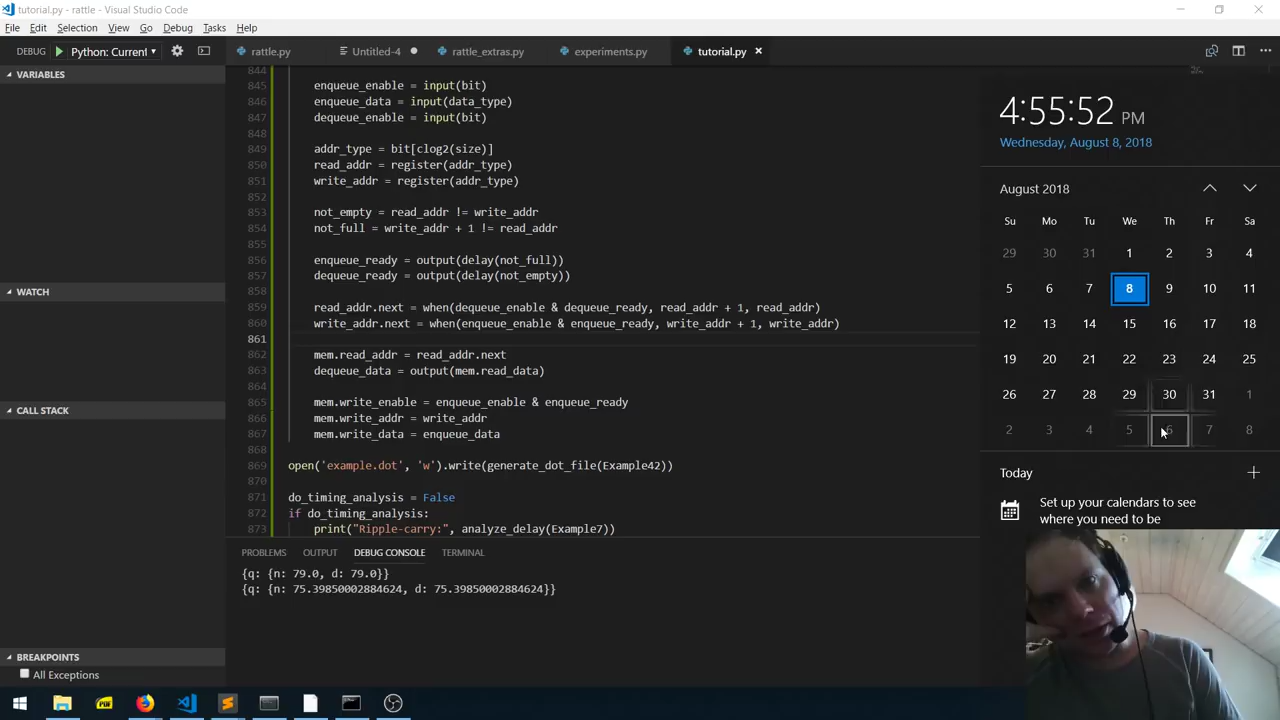 tutorial.py - rattle - Visual Studio Code
File Edit Selection View Go Debug Tasks Help
DEBUG Python: Current rattle.py Untitled-4 rattle_extras.py experiments.py tutorial.py
VARIABLES
WATCH
CALL STACK
BREAKPOINTS
All Exceptions
844
845 enqueue_enable = input(bit)
846 enqueue_data = input(data_type)
847 dequeue_enable = input(bit)
848
849 addr_type = bit[clog2(size)]
850 read_addr = register(addr_type)
851 write_addr = register(addr_type)
852
853 not_empty = read_addr != write_addr
854 not_full = write_addr + 1 != read_addr
855
856 enqueue_ready = output(delay(not_full))
857 dequeue_ready = output(delay(not_empty))
858
859 read_addr.next = when(dequeue_enable & dequeue_ready, read_addr + 1, read_addr)
860 write_addr.next = when(enqueue_enable & enqueue_ready, write_addr + 1, write_addr)
861
862 mem.read_addr = read_addr.next
863 dequeue_data = output(mem.read_data)
864
865 mem.write_enable = enqueue_enable & enqueue_ready
866 mem.write_addr = write_addr
867 mem.write_data = enqueue_data
868
869 open('example.dot', 'w').write(generate_dot_file(Example42))
870
871 do_timing_analysis = False
872 if do_timing_analysis:
873 print("Ripple-carry:", analyze_delay(Example7))
PROBLEMS OUTPUT DEBUG CONSOLE TERMINAL
{q: {n: 79.0, d: 79.0}}
{q: {n: 75.39850002884624, d: 75.39850002884624}}
4:55:52 PM
Wednesday, August 8, 2018
August 2018
Su Mo Tu We Th Fr Sa
29 30 31 1 2 3 4
5 6 7 8 9 10 11
12 13 14 15 16 17 18
19 20 21 22 23 24 25
26 27 28 29 30 31 1
2 3 4 5 6 7 8
Today
Set up your calendars to see
where you need to be